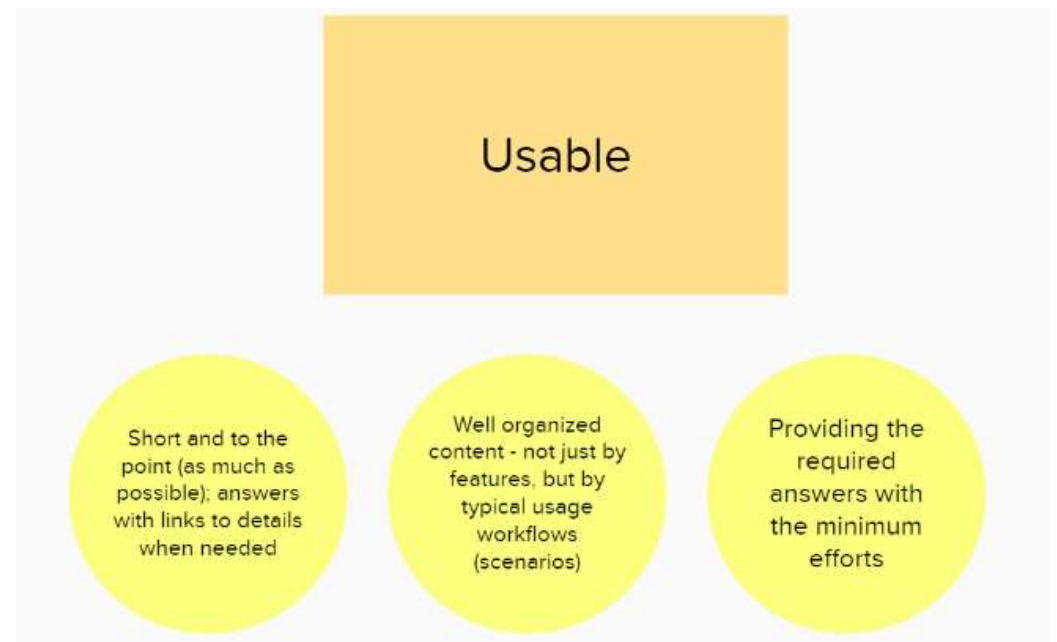 Usable
Short and to the
point (as much as
possible); answers
with links to details
when needed
Well organized
content - not just by
features, but by
typical usage
workflows
(scenarios)
Providing the
required
answers with
the minimum
efforts